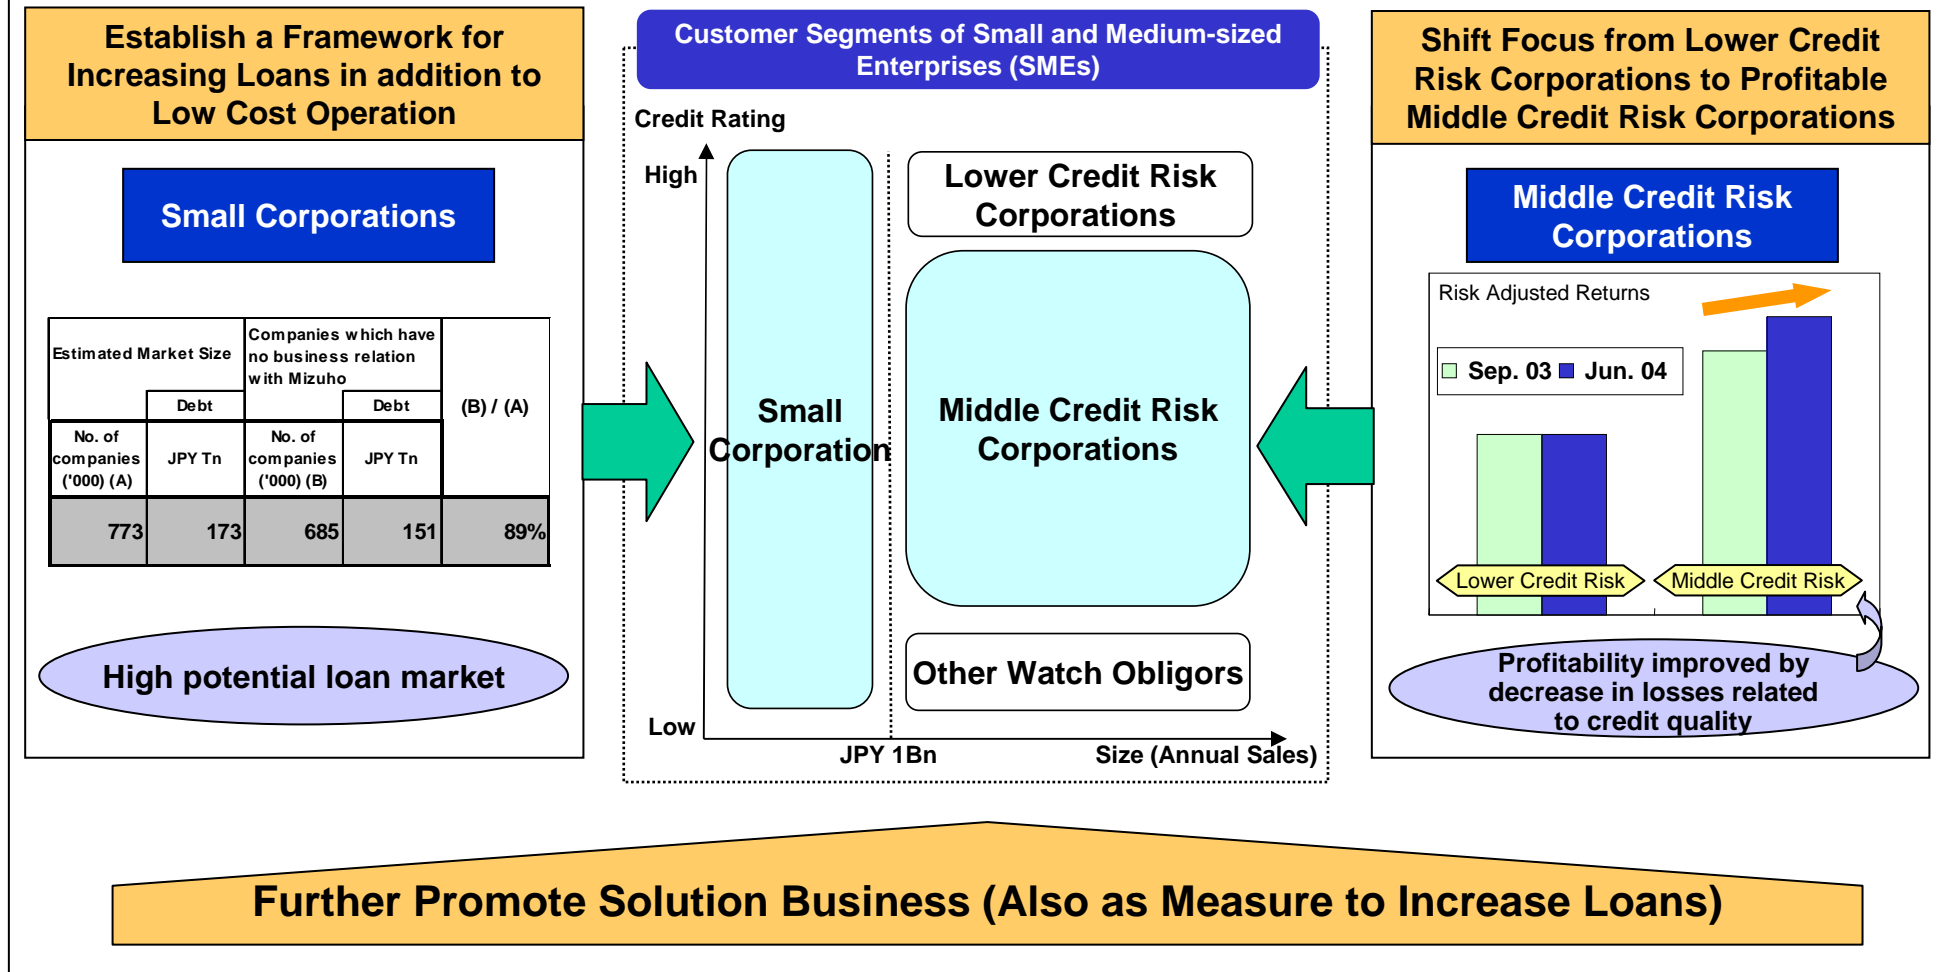 Establish a Framework for
Increasing Loans in addition to
Low Cost Operation
Small Corporations
Estimated Market Size
Companies which have
no business relation
with Mizuho
(B) / (A)
Debt
Debt
No. of
companies
('000) (A)
JPY Tn
No. of
companies
('000) (B)
JPY Tn
773 173 685 151 89%
High potential loan market
Customer Segments of Small and Medium-sized
Enterprises (SMEs)
Credit Rating
High
Low
Small
Corporation
Lower Credit Risk
Corporations
Middle Credit Risk
Corporations
Other Watch Obligors
JPY 1Bn
Size (Annual Sales)
Shift Focus from Lower Credit
Risk Corporations to Profitable
Middle Credit Risk Corporations
Middle Credit Risk
Corporations
Risk Adjusted Returns
Sep. 03 Jun. 04
Lower Credit Risk
Middle Credit Risk
Profitability improved by
decrease in losses related
to credit quality
Further Promote Solution Business (Also as Measure to Increase Loans)